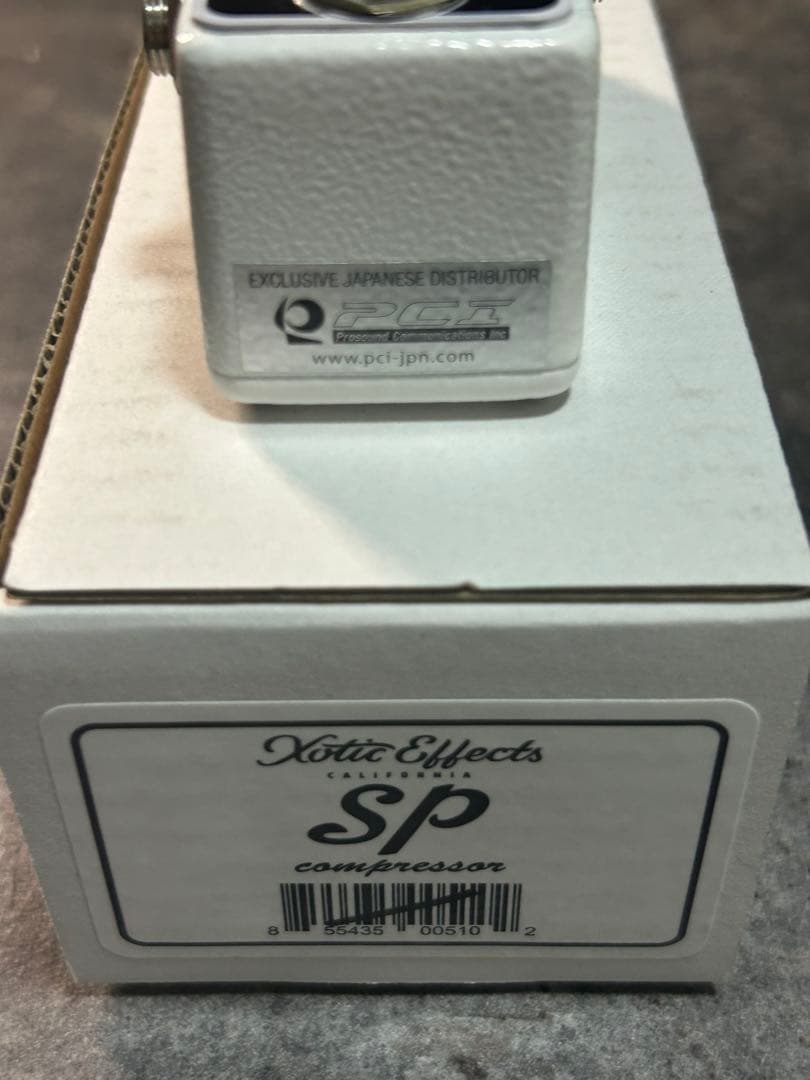 EXCLUSIVE JAPANESE DISTRIBUTOR
PCI
Prosound Communications Inc
www.pci-jpn.com
Xotic Effects
CALIFORNIA
SP
compressor
8 55435 00510 2